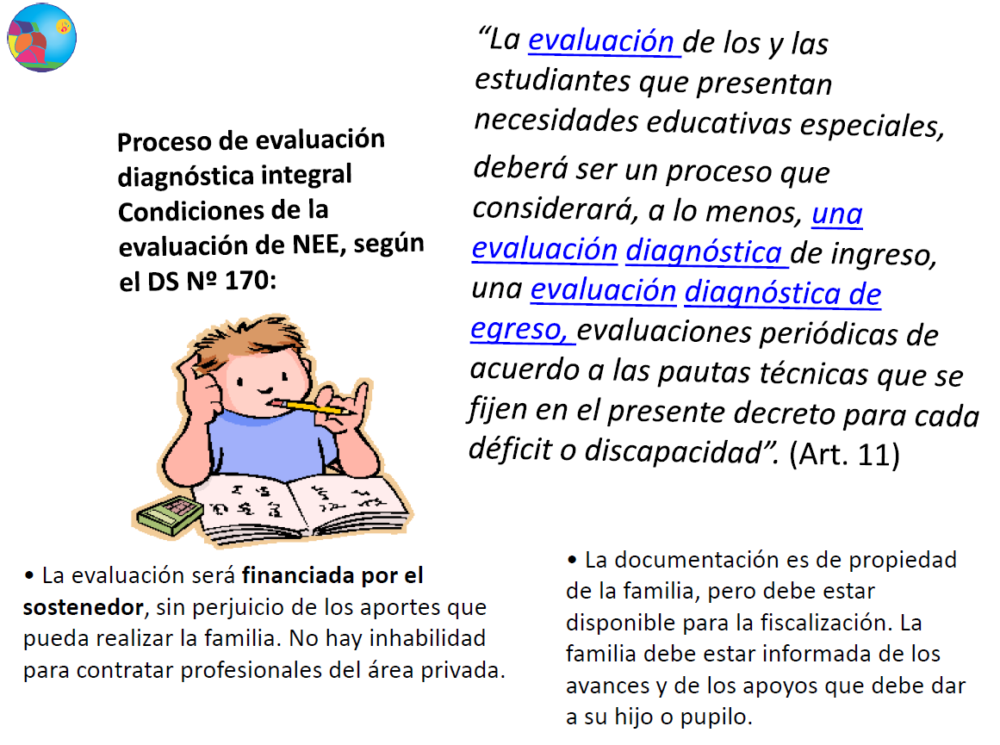 Proceso de evaluación
diagnóstica integral
Condiciones de la
evaluación de NEE, según
el DS Nº 170:
“La evaluación de los y las
estudiantes que presentan
necesidades educativas especiales,
deberá ser un proceso que
considerará, a lo menos, una
evaluación diagnóstica de ingreso,
una evaluación diagnóstica de
egreso, evaluaciones periódicas de
acuerdo a las pautas técnicas que se
fijen en el presente decreto para cada
déficit o discapacidad”. (Art. 11)
• La evaluación será financiada por el
sostenedor, sin perjuicio de los aportes que
pueda realizar la familia. No hay inhabilidad
para contratar profesionales del área privada.
• La documentación es de propiedad
de la familia, pero debe estar
disponible para la fiscalización. La
familia debe estar informada de los
avances y de los apoyos que debe dar
a su hijo o pupilo.